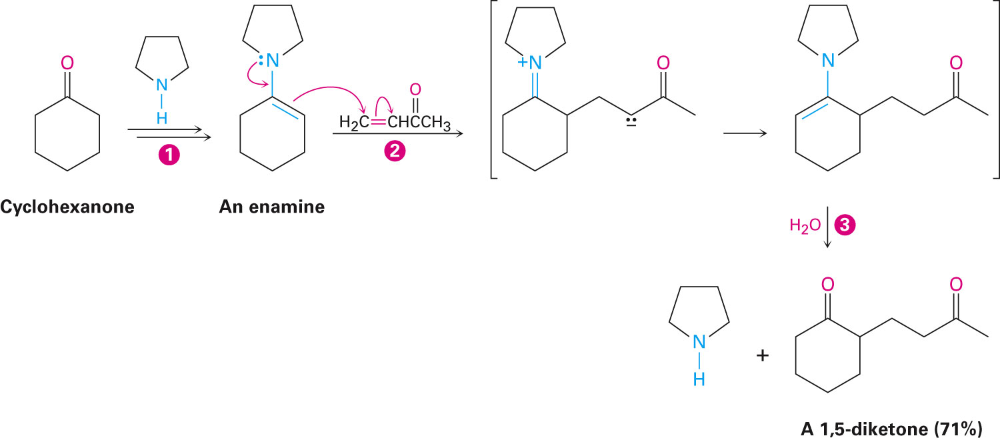 O
N
H
1
Cyclohexanone
:N
An enamine
O
H₂C=CHCCH₃
2
+N
O
N
O
H₂O
3
N
H
+
O
O
A 1,5-diketone (71%)